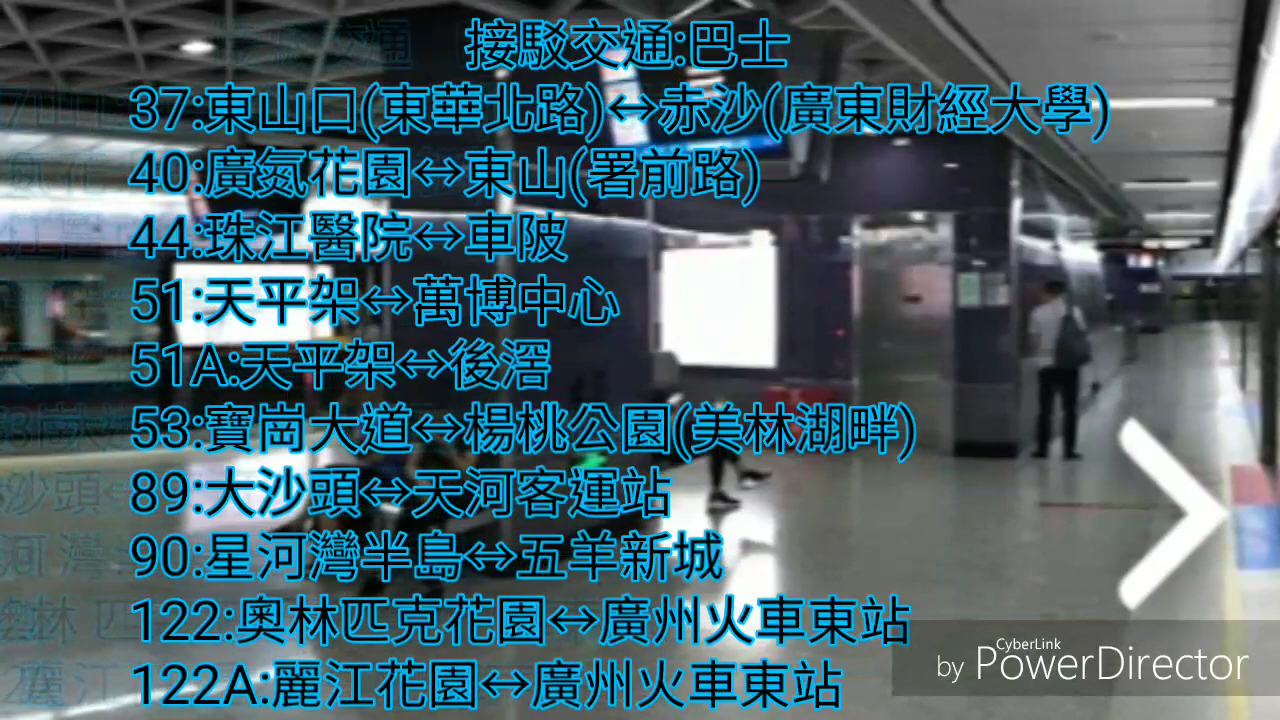 接駁交通:巴士
37:東山口(東華北路)↔赤沙(廣東財經大學)
40:廣氮花園↔東山(署前路)
44:珠江醫院↔車陂
51:天平架↔萬博中心
51A:天平架↔後滘
53:寶崗大道↔楊桃公園(美林湖畔)
89:大沙頭↔天河客運站
90:星河灣半島↔五羊新城
122:奧林匹克花園↔廣州火車東站
122A:麗江花園↔廣州火車東站
CyberLink
by PowerDirector